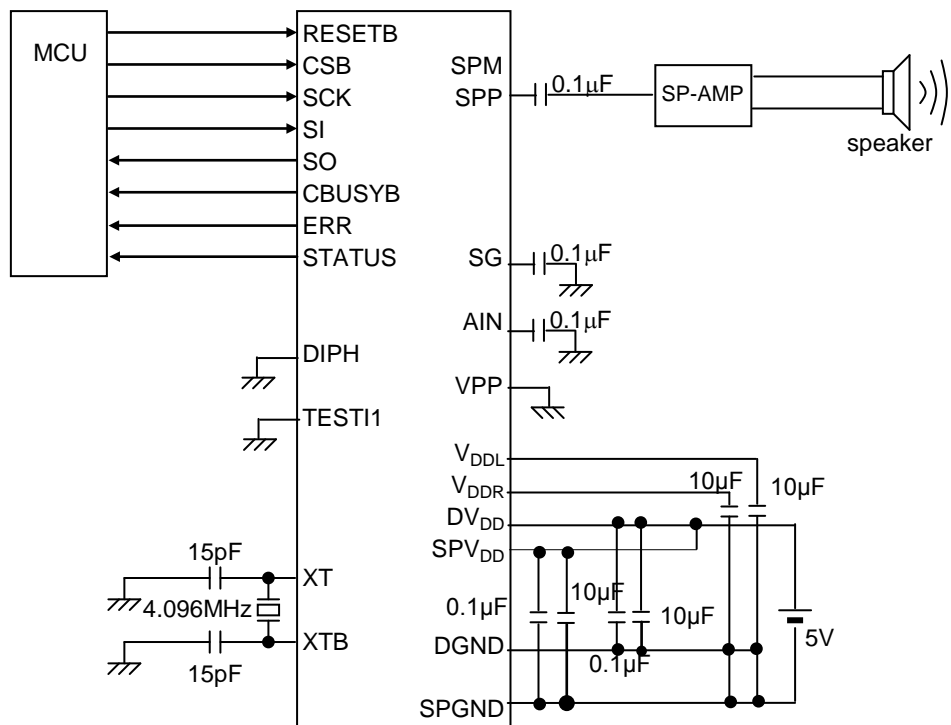 MCU
RESETB
CSB
SCK
SI
SO
CBUSYB
ERR
STATUS
DIPH
TESTI1
15pF
XT
4.096MHz
XTB
15pF
SPM
SPP
0.1μF
SP-AMP
speaker
SG
0.1μF
AIN
0.1μF
VPP
VDDL
VDDR
10μF
10μF
DVDD
SPVDD
0.1μF
10μF
10μF
DGND
0.1μF
5V
SPGND